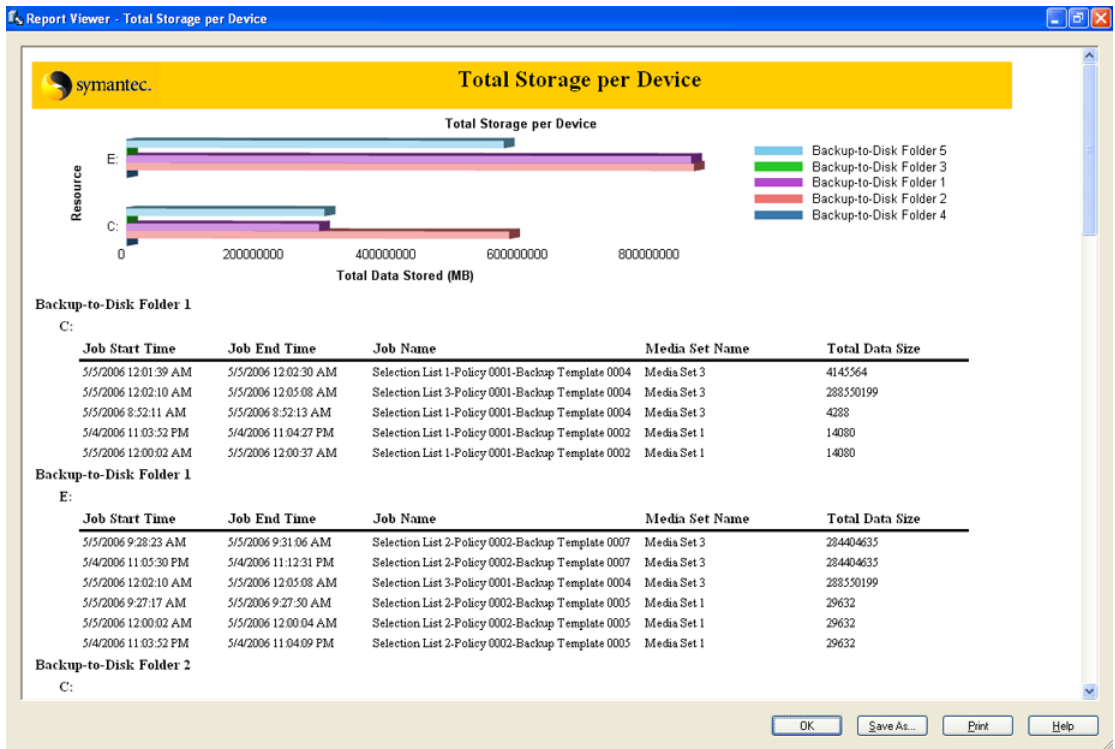 Report Viewer - Total Storage per Device
symantec.
Total Storage per Device
Total Storage per Device
Resource
E:
C:
0 200000000 400000000 600000000 800000000
Total Data Stored (MB)
Backup-to-Disk Folder 5
Backup-to-Disk Folder 3
Backup-to-Disk Folder 1
Backup-to-Disk Folder 2
Backup-to-Disk Folder 4
Backup-to-Disk Folder 1
C:
Job Start Time Job End Time Job Name Media Set Name Total Data Size
5/5/2006 12:01:39 AM 5/5/2006 12:02:30 AM Selection List 1-Policy 0001-Backup Template 0004 Media Set 3 4145564
5/5/2006 12:02:10 AM 5/5/2006 12:05:08 AM Selection List 3-Policy 0001-Backup Template 0004 Media Set 3 288550199
5/5/2006 8:52:11 AM 5/5/2006 8:52:13 AM Selection List 1-Policy 0001-Backup Template 0004 Media Set 3 4288
5/4/2006 11:03:52 PM 5/4/2006 11:04:27 PM Selection List 1-Policy 0001-Backup Template 0002 Media Set 1 14080
5/5/2006 12:00:02 AM 5/5/2006 12:00:37 AM Selection List 1-Policy 0001-Backup Template 0002 Media Set 1 14080
Backup-to-Disk Folder 1
E:
Job Start Time Job End Time Job Name Media Set Name Total Data Size
5/5/2006 9:28:23 AM 5/5/2006 9:31:06 AM Selection List 2-Policy 0002-Backup Template 0007 Media Set 3 284404635
5/4/2006 11:05:30 PM 5/4/2006 11:12:31 PM Selection List 2-Policy 0002-Backup Template 0007 Media Set 3 284404635
5/5/2006 12:02:10 AM 5/5/2006 12:05:08 AM Selection List 3-Policy 0001-Backup Template 0004 Media Set 3 288550199
5/5/2006 9:27:17 AM 5/5/2006 9:27:50 AM Selection List 2-Policy 0002-Backup Template 0005 Media Set 1 29632
5/5/2006 12:00:02 AM 5/5/2006 12:00:04 AM Selection List 2-Policy 0002-Backup Template 0005 Media Set 1 29632
5/4/2006 11:03:52 PM 5/4/2006 11:04:09 PM Selection List 2-Policy 0002-Backup Template 0005 Media Set 1 29632
Backup-to-Disk Folder 2
C:
OK Save As... Print Help